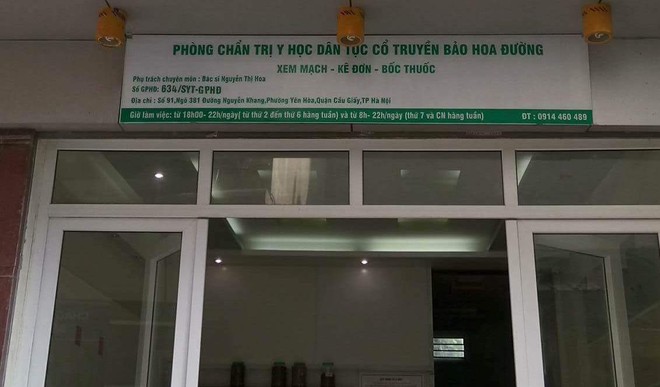 PHÒNG CHẨN TRỊ Y HỌC DÂN TỘC CỔ TRUYỀN BẢO HOA ĐƯỜNG
XEM MẠCH - KÊ ĐƠN - BỐC THUỐC
Phụ trách chuyên môn : Bác sĩ Nguyễn Thị Hoa
Số GPHĐ: 634/SYT-GPHĐ
Địa chỉ : Số 91,Ngõ 381 Đường Nguyễn Khang,Phường Yên Hòa,Quận Cầu Giấy,TP Hà Nội
Giờ làm việc: từ 18h00- 22h/ngày( từ thứ 2 đến thứ 6 hàng tuần) và từ 8h- 22h/ngày (thứ 7 và CN hàng tuần) ĐT : 0914 460 489